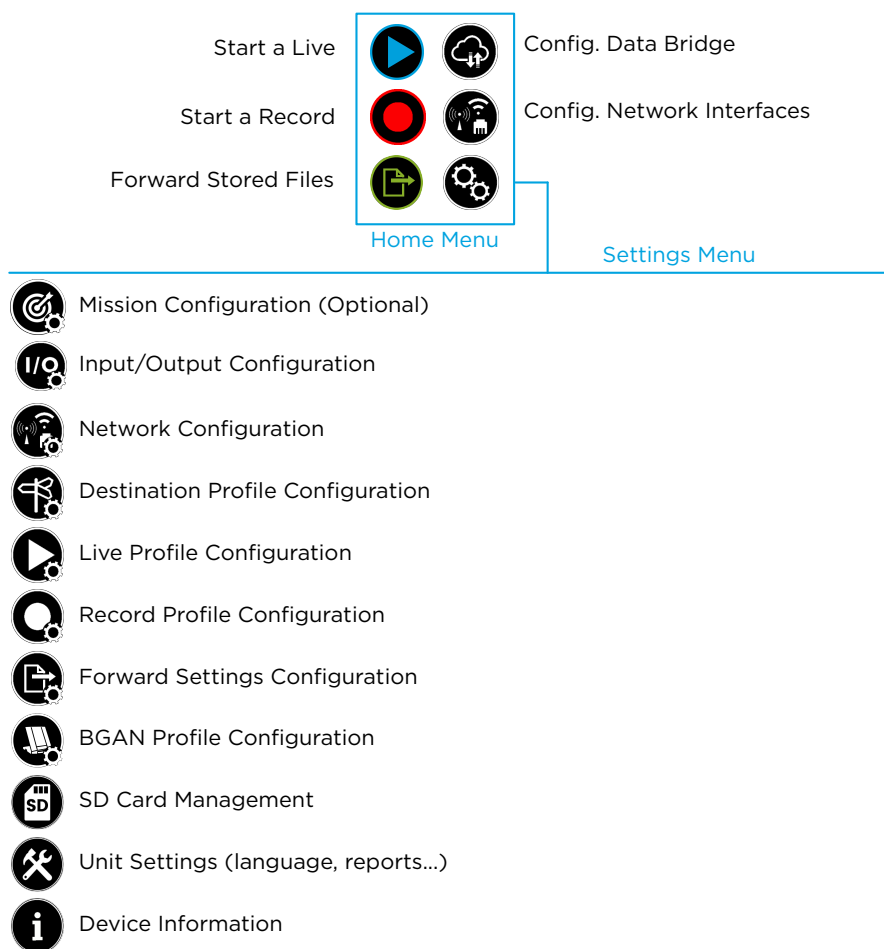 Start a Live
Config. Data Bridge
Start a Record
Config. Network Interfaces
Forward Stored Files
Home Menu
Settings Menu
Mission Configuration (Optional)
I/O
Input/Output Configuration
Network Configuration
Destination Profile Configuration
Live Profile Configuration
Record Profile Configuration
Forward Settings Configuration
BGAN Profile Configuration
SD
SD Card Management
Unit Settings (language, reports...)
i
Device Information